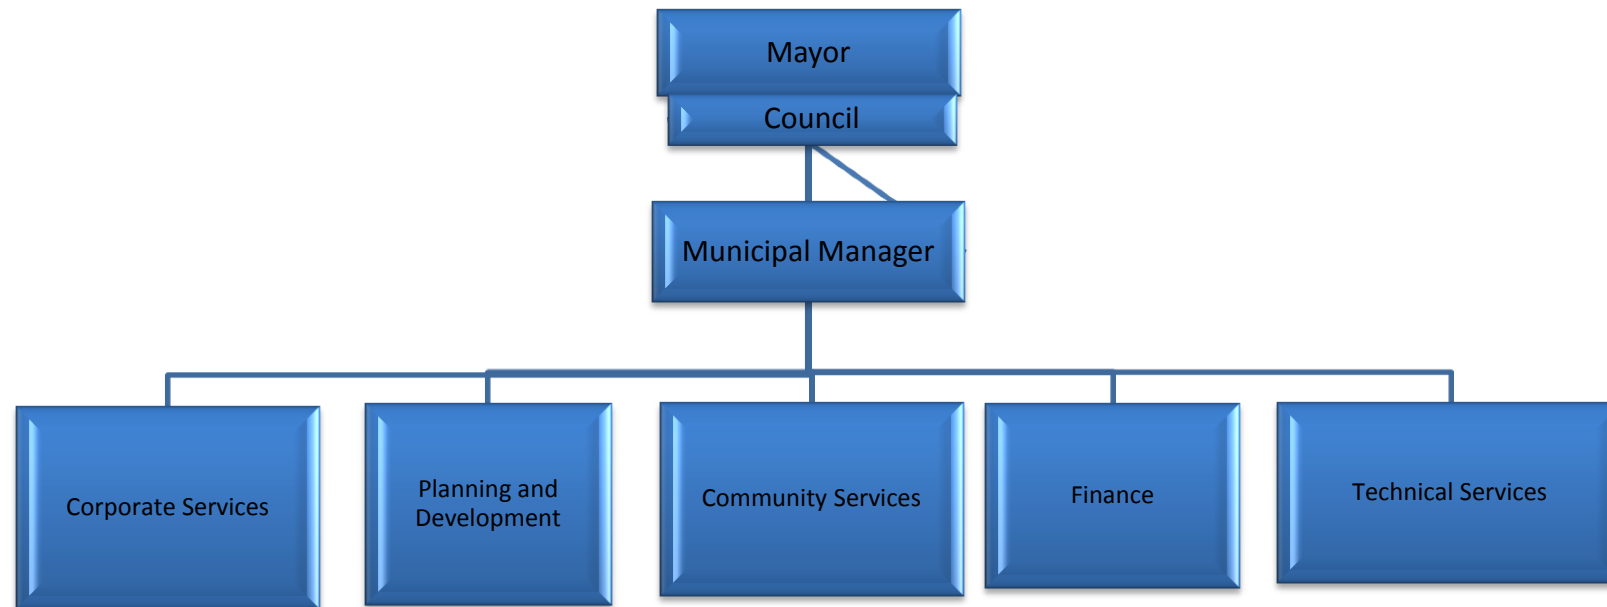 Mayor
Council
Municipal Manager
Corporate Services
Planning and
Development
Community Services
Finance
Technical Services